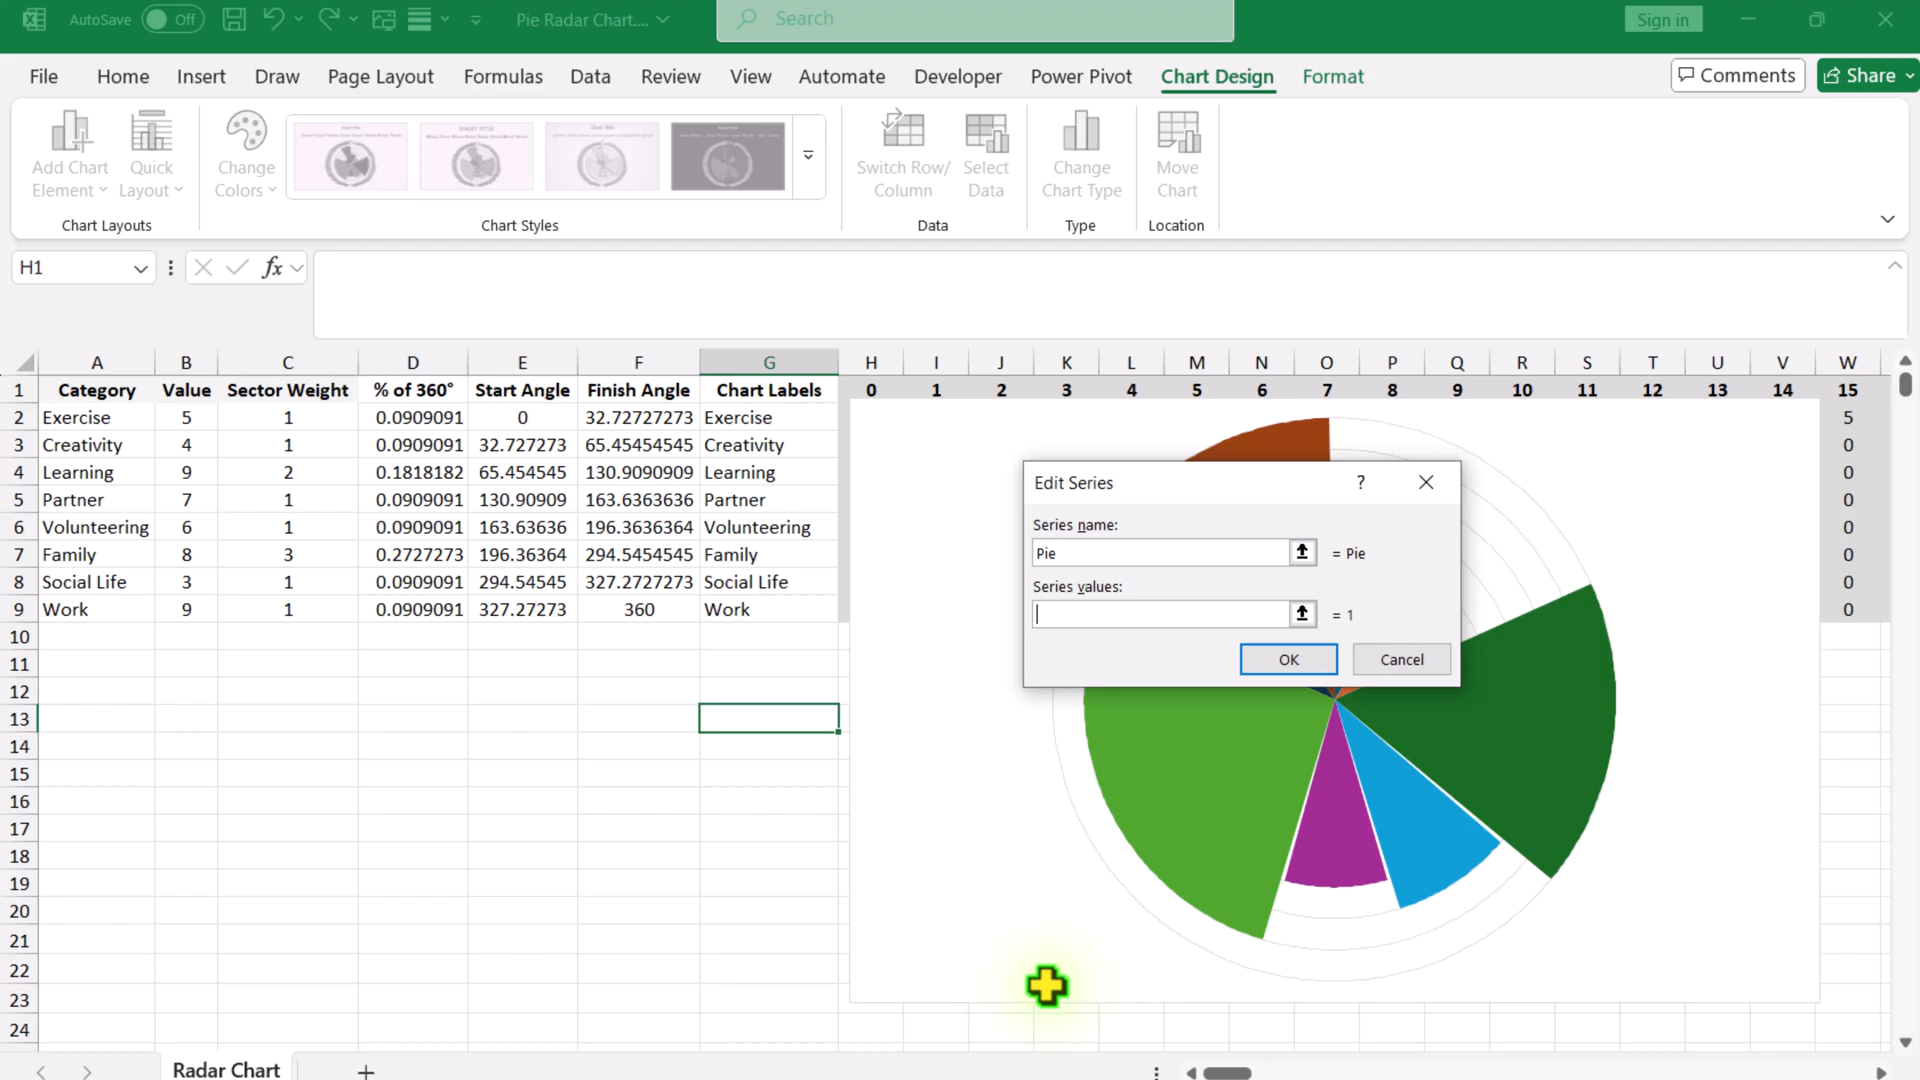 AutoSave Off Pie Radar Chart.... Search Sign in
File Home Insert Draw Page Layout Formulas Data Review View Automate Developer Power Pivot Chart Design Format Comments Share
Add Chart Element Quick Layout Change Colors Switch Row/ Column Select Data Change Chart Type Move Chart
Chart Layouts Chart Styles Data Type Location
H1 fx
A B C D E F G H I J K L M N O P Q R S T U V W
1 Category Value Sector Weight % of 360° Start Angle Finish Angle Chart Labels 0 1 2 3 4 5 6 7 8 9 10 11 12 13 14 15
2 Exercise 5 1 0.0909091 0 32.72727273 Exercise 5
3 Creativity 4 1 0.0909091 32.727273 65.45454545 Creativity 0
4 Learning 9 2 0.1818182 65.454545 130.9090909 Learning 0
5 Partner 7 1 0.0909091 130.90909 163.6363636 Partner 0
6 Volunteering 6 1 0.0909091 163.63636 196.3636364 Volunteering 0
7 Family 8 3 0.2727273 196.36364 294.5454545 Family 0
8 Social Life 3 1 0.0909091 294.54545 327.2727273 Social Life 0
9 Work 9 1 0.0909091 327.27273 360 Work 0
10
11
12
13
14
15
16
17
18
19
20
21
22
23
24
Edit Series ?
Series name:
Pie = Pie
Series values:
= 1
OK Cancel
Radar Chart